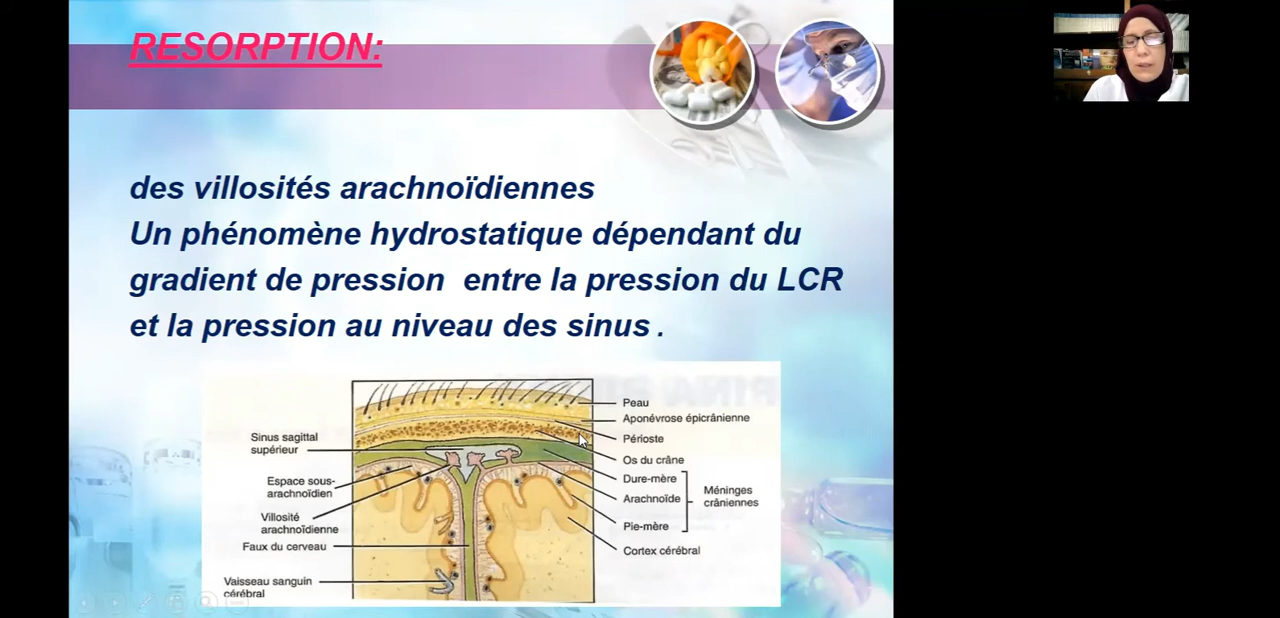 RESORPTION:
des villosités arachnoïdiennes
Un phénomène hydrostatique dépendant du
gradient de pression entre la pression du LCR
et la pression au niveau des sinus .
Sinus sagittal
supérieur
Espace sous-
arachnoïdien
Villosité
arachnoïdienne
Faux du cerveau
Vaisseau sanguin
cérébral
Peau
Aponévrose épicrânienne
Périoste
Os du crâne
Dure-mère
Arachnoïde
Pie-mère
Cortex cérébral
Méninges
crâniennes